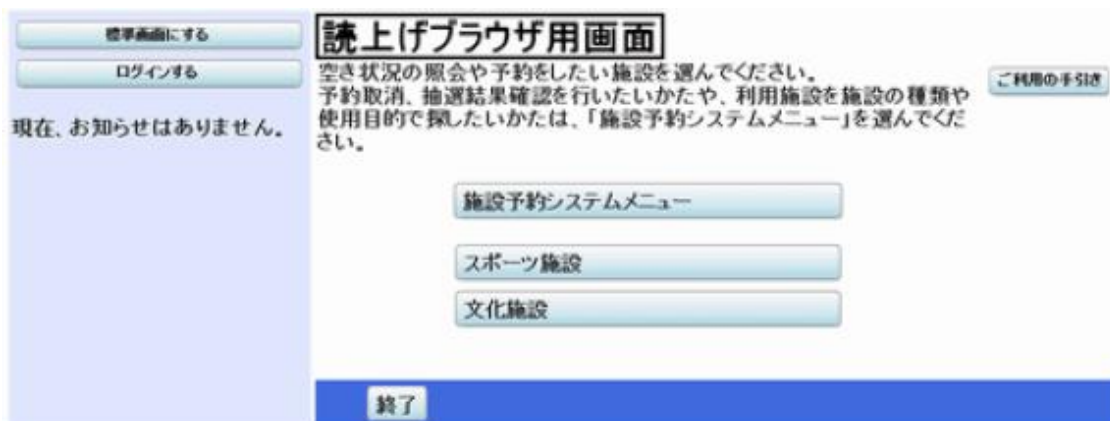 標準画面にする
ログインする
現在、お知らせはありません。
読上げブラウザ用画面
空き状況の照会や予約をしたい施設を選んでください。
予約取消、抽選結果確認を行いたいかたや、利用施設を施設の種類や
使用目的で探したいかたは、「施設予約システムメニュー」を選んでくだ
さい。
ご利用の手引き
施設予約システムメニュー
スポーツ施設
文化施設
終了